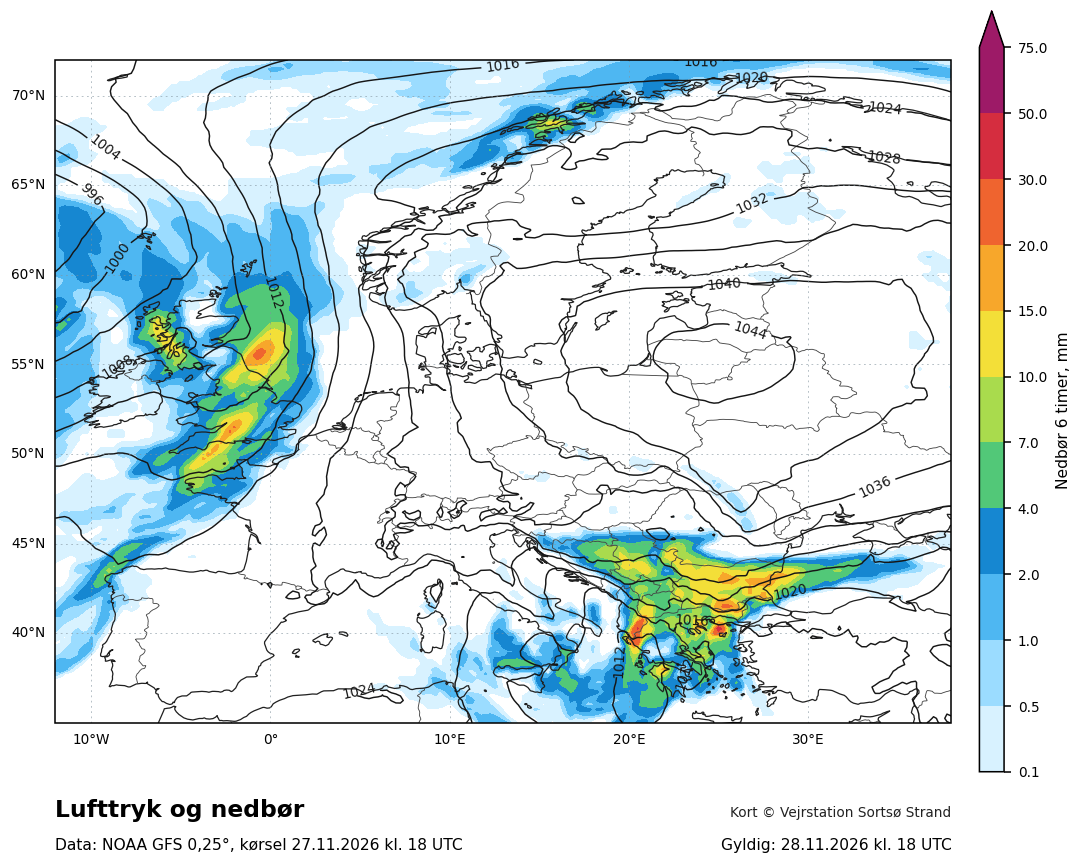 1016
1016
1020
1024
1028
1004
996
1032
1000
1012
1040
1044
1008
1036
1020
1016
1012
1024
70°N
65°N
60°N
55°N
50°N
45°N
40°N
10°W
0°
10°E
20°E
30°E
75.0
50.0
30.0
20.0
15.0
10.0
7.0
4.0
2.0
1.0
0.5
0.1
Nedbør 6 timer, mm
Lufttryk og nedbør
Kort © Vejrstation Sortsø Strand
Data: NOAA GFS 0,25°, kørsel 27.11.2026 kl. 18 UTC
Gyldig: 28.11.2026 kl. 18 UTC